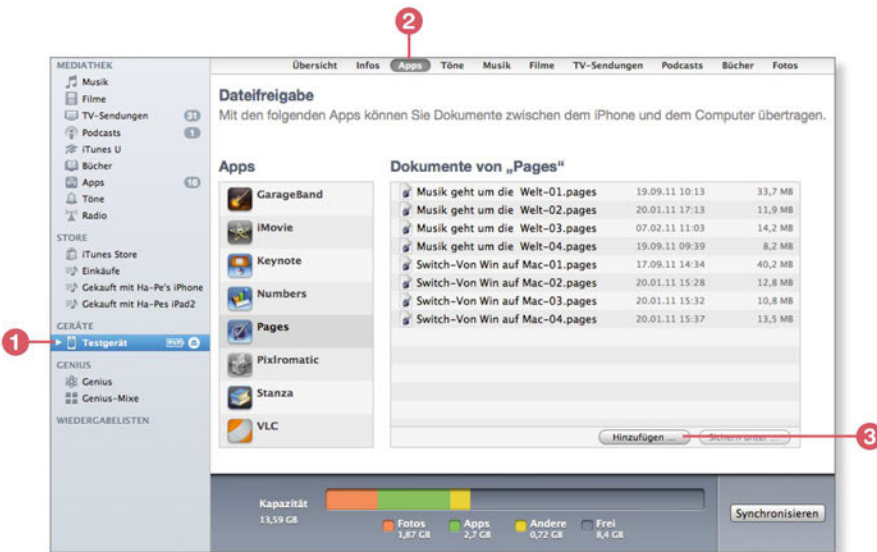 2
MEDIATHEK
Musik
Filme
TV-Sendungen 31
Podcasts 1
iTunes U
Bücher
Apps 18
Töne
Radio
STORE
iTunes Store
Einkäufe
Gekauft mit Ha-Pe's iPhone
Gekauft mit Ha-Pes iPad2
GERÄTE
1
Testgerät
GENIUS
Genius
Genius-Mixe
WIEDERGABELISTEN
Übersicht Infos Apps Töne Musik Filme TV-Sendungen Podcasts Bücher Fotos
Dateifreigabe
Mit den folgenden Apps können Sie Dokumente zwischen dem iPhone und dem Computer übertragen.
Apps
GarageBand
iMovie
Keynote
Numbers
Pages
Pixlromatic
Stanza
VLC
Dokumente von „Pages“
Musik geht um die Welt-01.pages 19.09.11 10:13 33,7 MB
Musik geht um die Welt-02.pages 20.01.11 17:13 11,9 MB
Musik geht um die Welt-03.pages 07.02.11 11:03 14,2 MB
Musik geht um die Welt-04.pages 19.09.11 09:39 8,2 MB
Switch-Von Win auf Mac-01.pages 17.09.11 14:34 40,2 MB
Switch-Von Win auf Mac-02.pages 20.01.11 15:28 12,8 MB
Switch-Von Win auf Mac-03.pages 20.01.11 15:32 10,8 MB
Switch-Von Win auf Mac-04.pages 20.01.11 15:37 13,5 MB
Hinzufügen ... Sichern unter ...
3
Kapazität
13,59 GB
Fotos
1,87 GB
Apps
2,7 GB
Andere
0,72 GB
Frei
8,4 GB
Synchronisieren